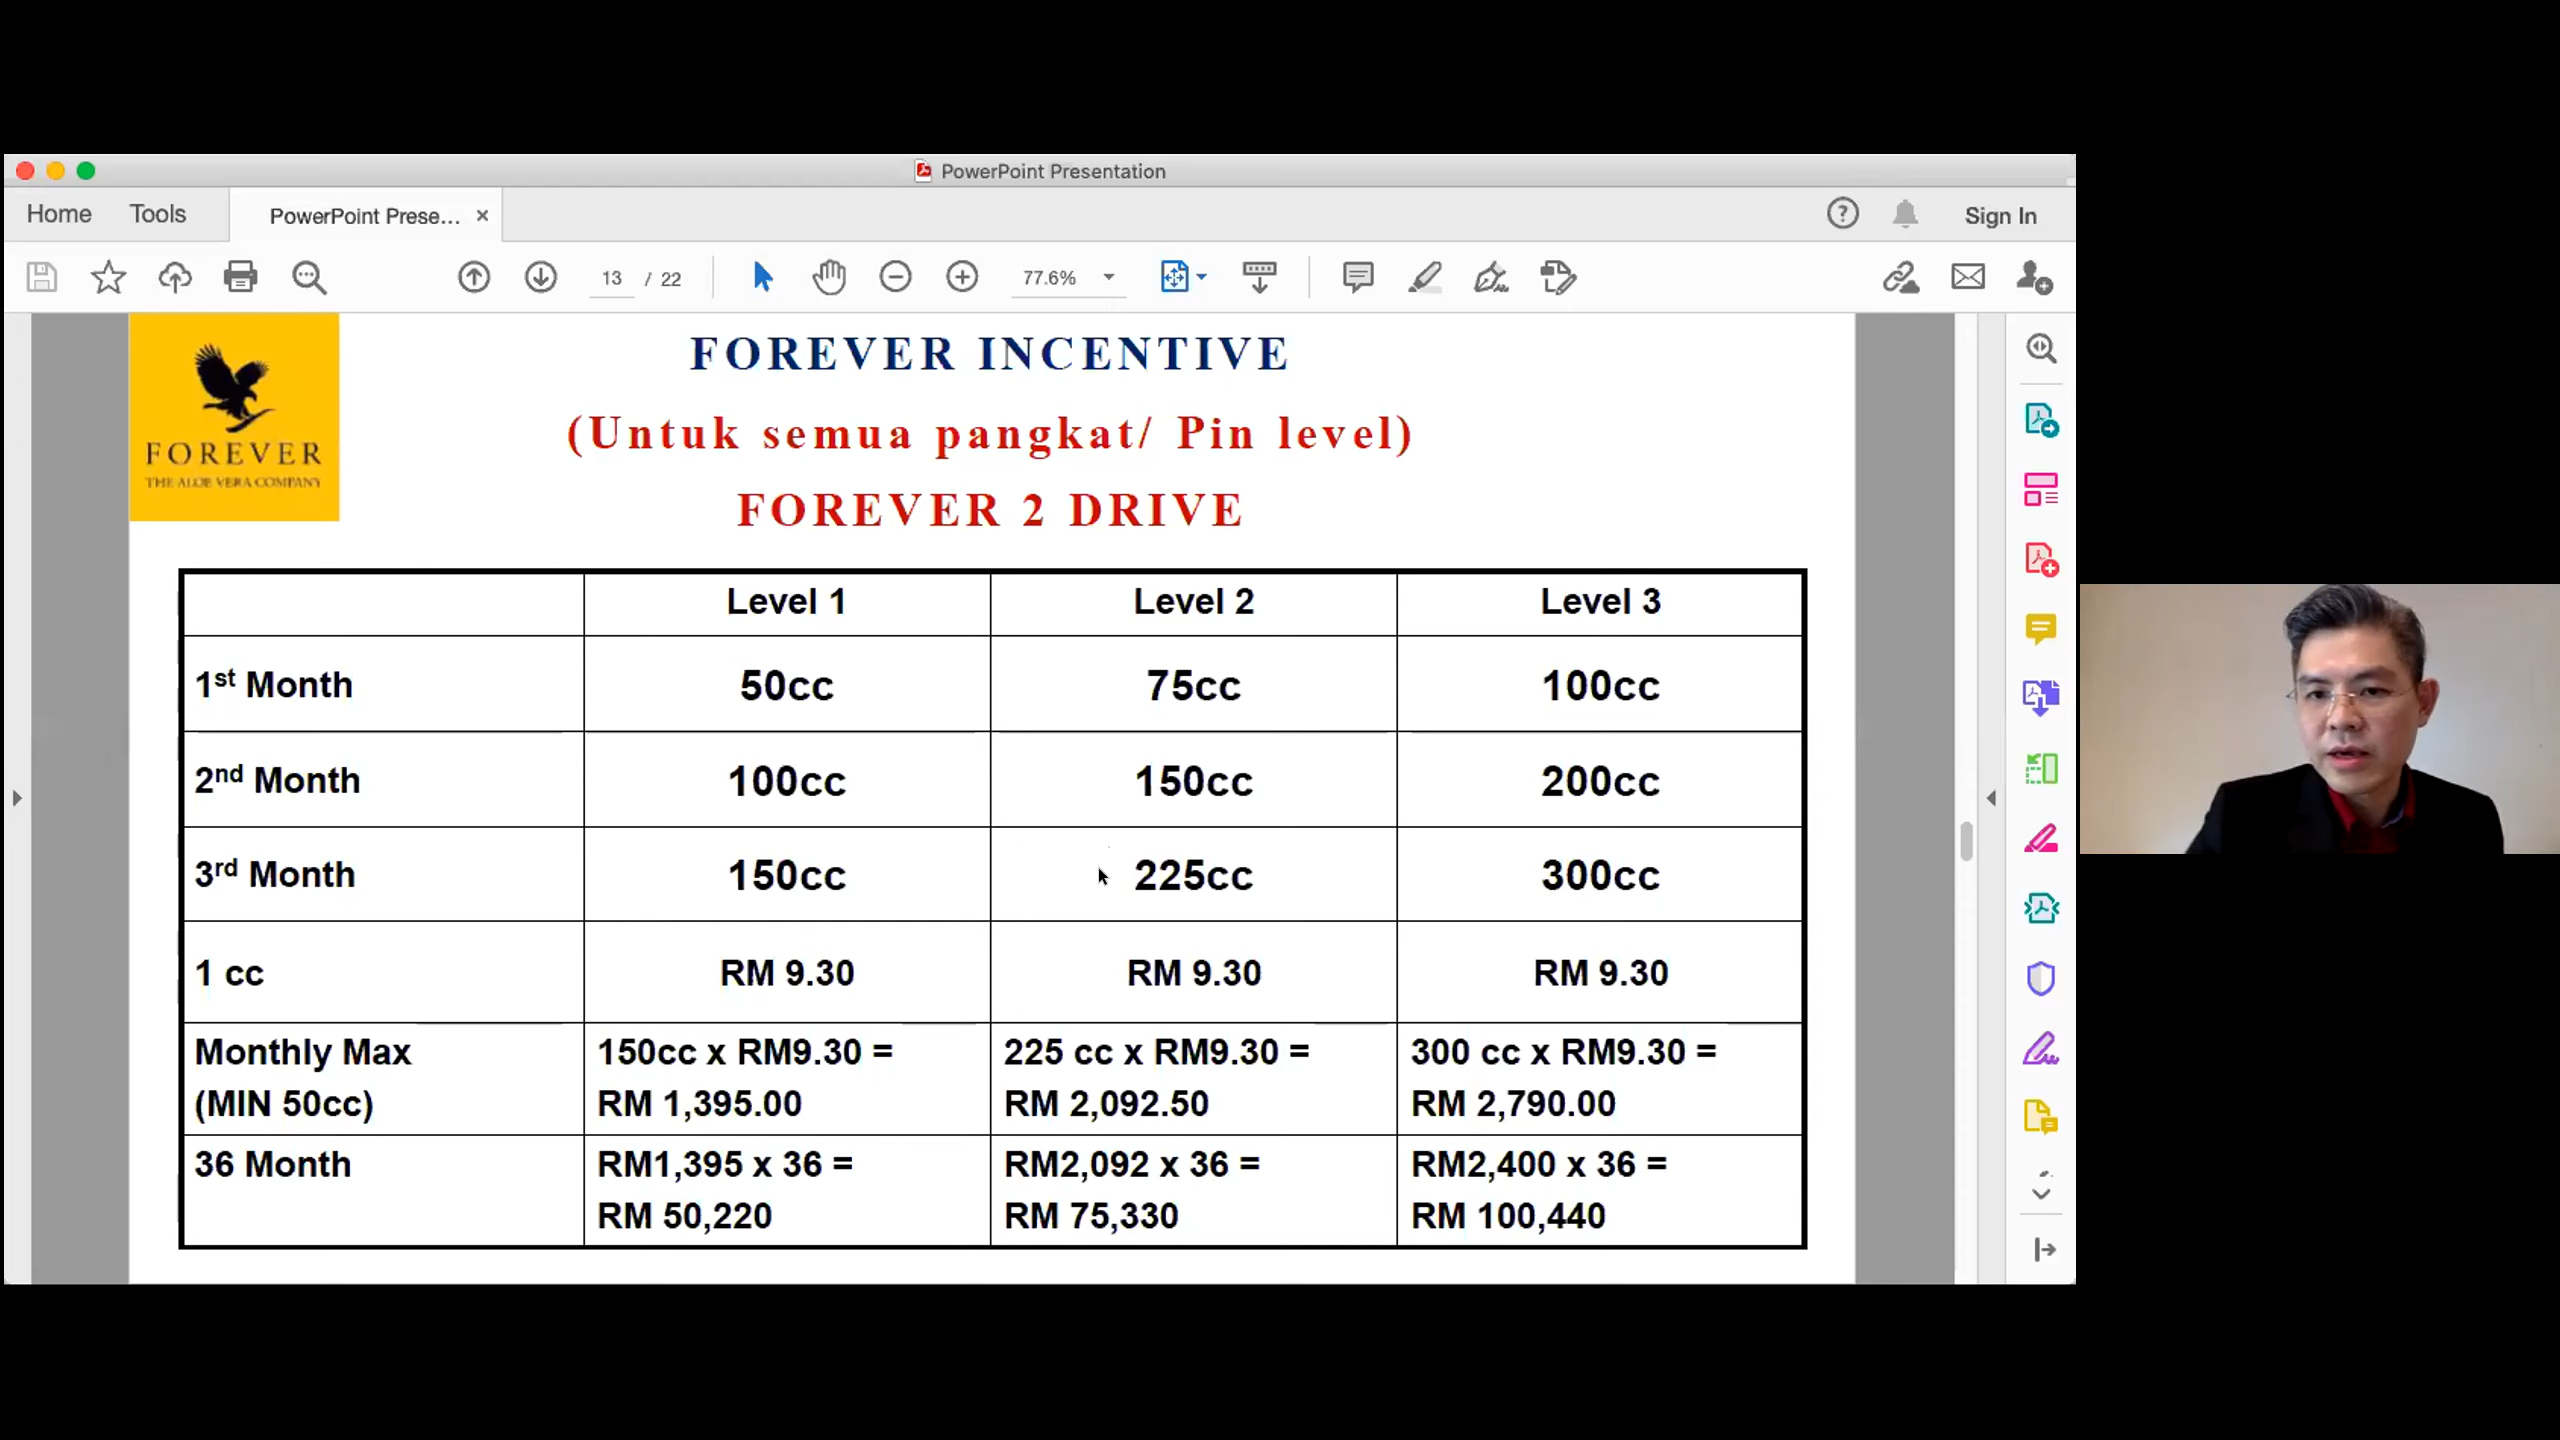 PowerPoint Presentation
Home Tools PowerPoint Prese... × Sign In
13 / 22 77.6%
FOREVER
THE ALOE VERA COMPANY
FOREVER INCENTIVE
(Untuk semua pangkat/ Pin level)
FOREVER 2 DRIVE
Level 1 Level 2 Level 3
1st Month 50cc 75cc 100cc
2nd Month 100cc 150cc 200cc
3rd Month 150cc 225cc 300cc
1 cc RM 9.30 RM 9.30 RM 9.30
Monthly Max 150cc x RM9.30 = 225 cc x RM9.30 = 300 cc x RM9.30 =
(MIN 50cc) RM 1,395.00 RM 2,092.50 RM 2,790.00
36 Month RM1,395 x 36 = RM2,092 x 36 = RM2,400 x 36 =
RM 50,220 RM 75,330 RM 100,440